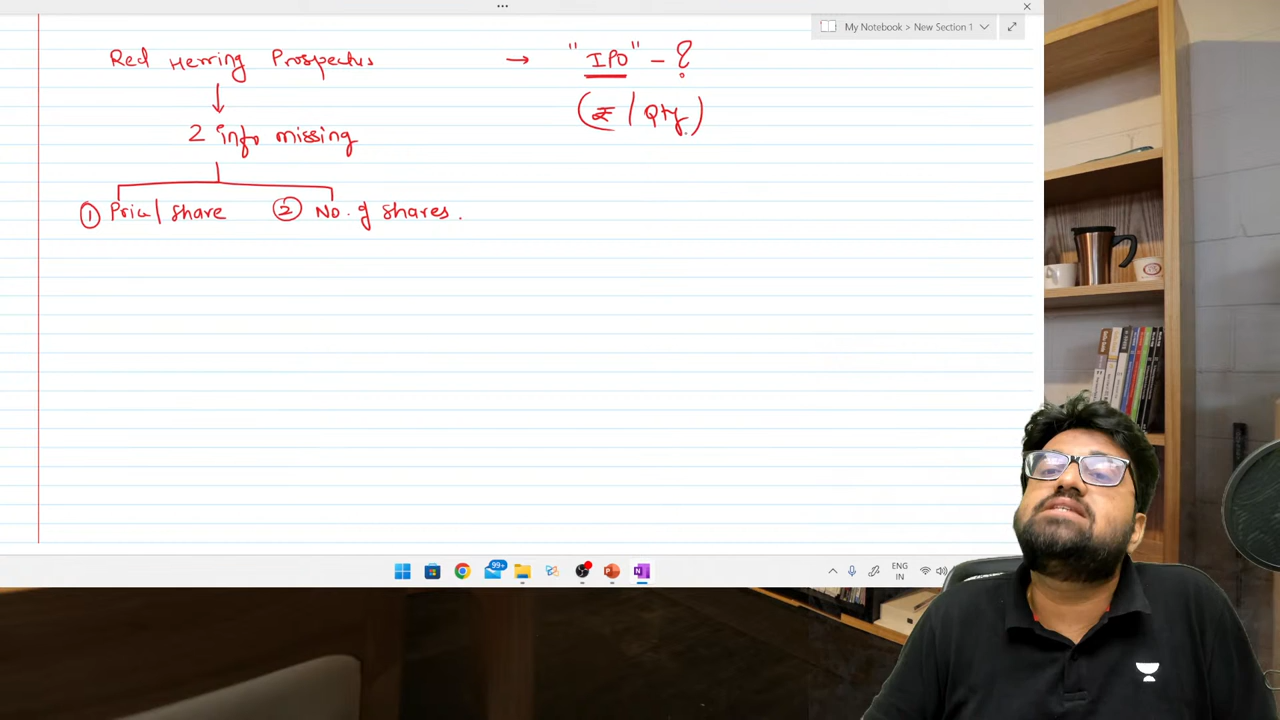 My Notebook > New Section 1
Red Herring Prospectus → "IPO" - ?
(₹ / Qty.)
2 info missing
① Price/ share ② No. of shares.
99+
ENG
IN